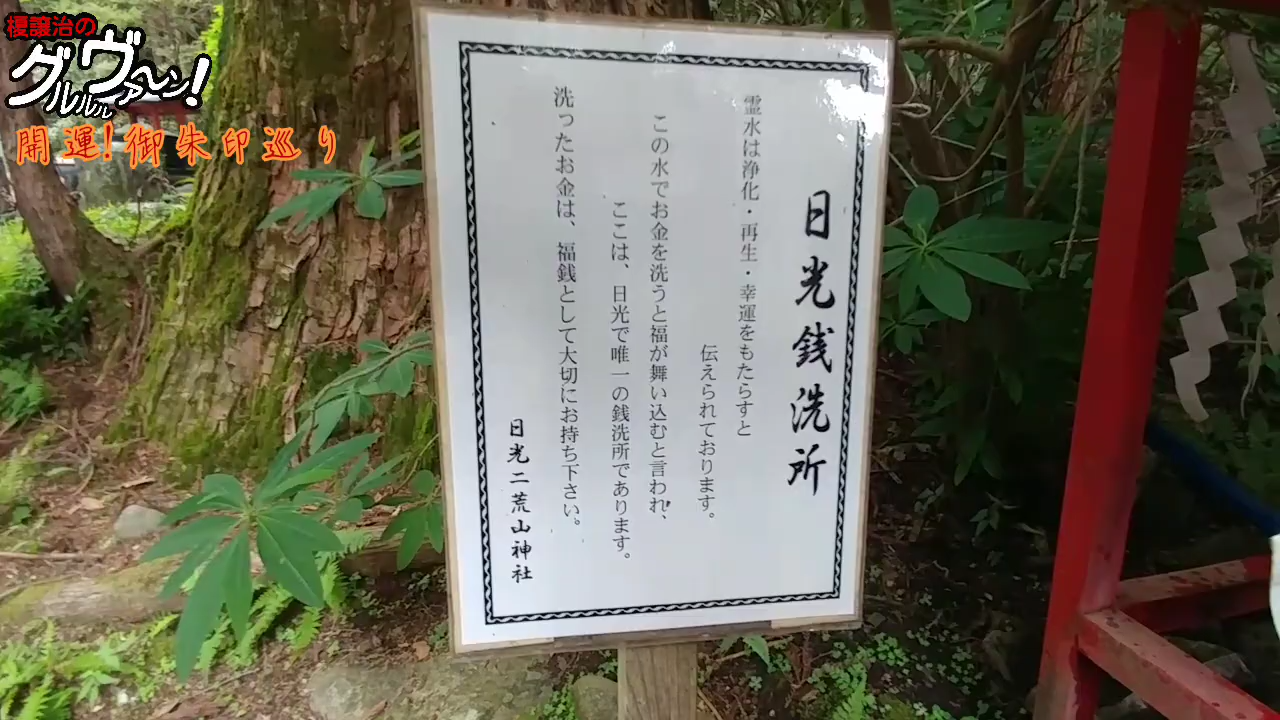 榎譲治の
グルルルヴァ〜ン!
開運!御朱印巡り
日光銭洗所
霊水は浄化・再生・幸運をもたらすと
伝えられております。
この水でお金を洗うと福が舞い込むと言われ、
ここは、日光で唯一の銭洗所であります。
洗ったお金は、福銭として大切にお持ち下さい。
日光二荒山神社